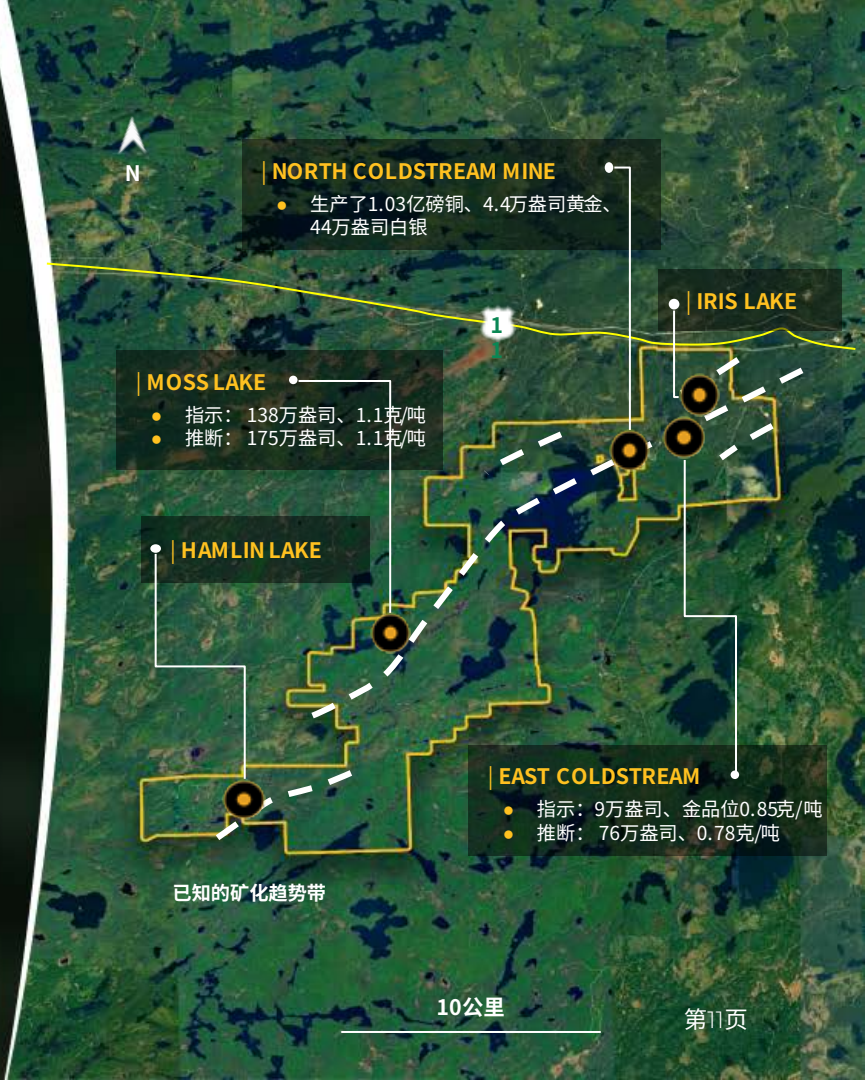 N
| NORTH COLDSTREAM MINE
● 生产了1.03亿磅铜、4.4万盎司黄金、
44万盎司白银
| IRIS LAKE
1
1
| MOSS LAKE
● 指示： 138万盎司、1.1克/吨
● 推断： 175万盎司、1.1克/吨
| HAMLIN LAKE
| EAST COLDSTREAM
● 指示：9万盎司、金品位0.85克/吨
● 推断： 76万盎司、0.78克/吨
已知的矿化趋势带
10公里
第11页